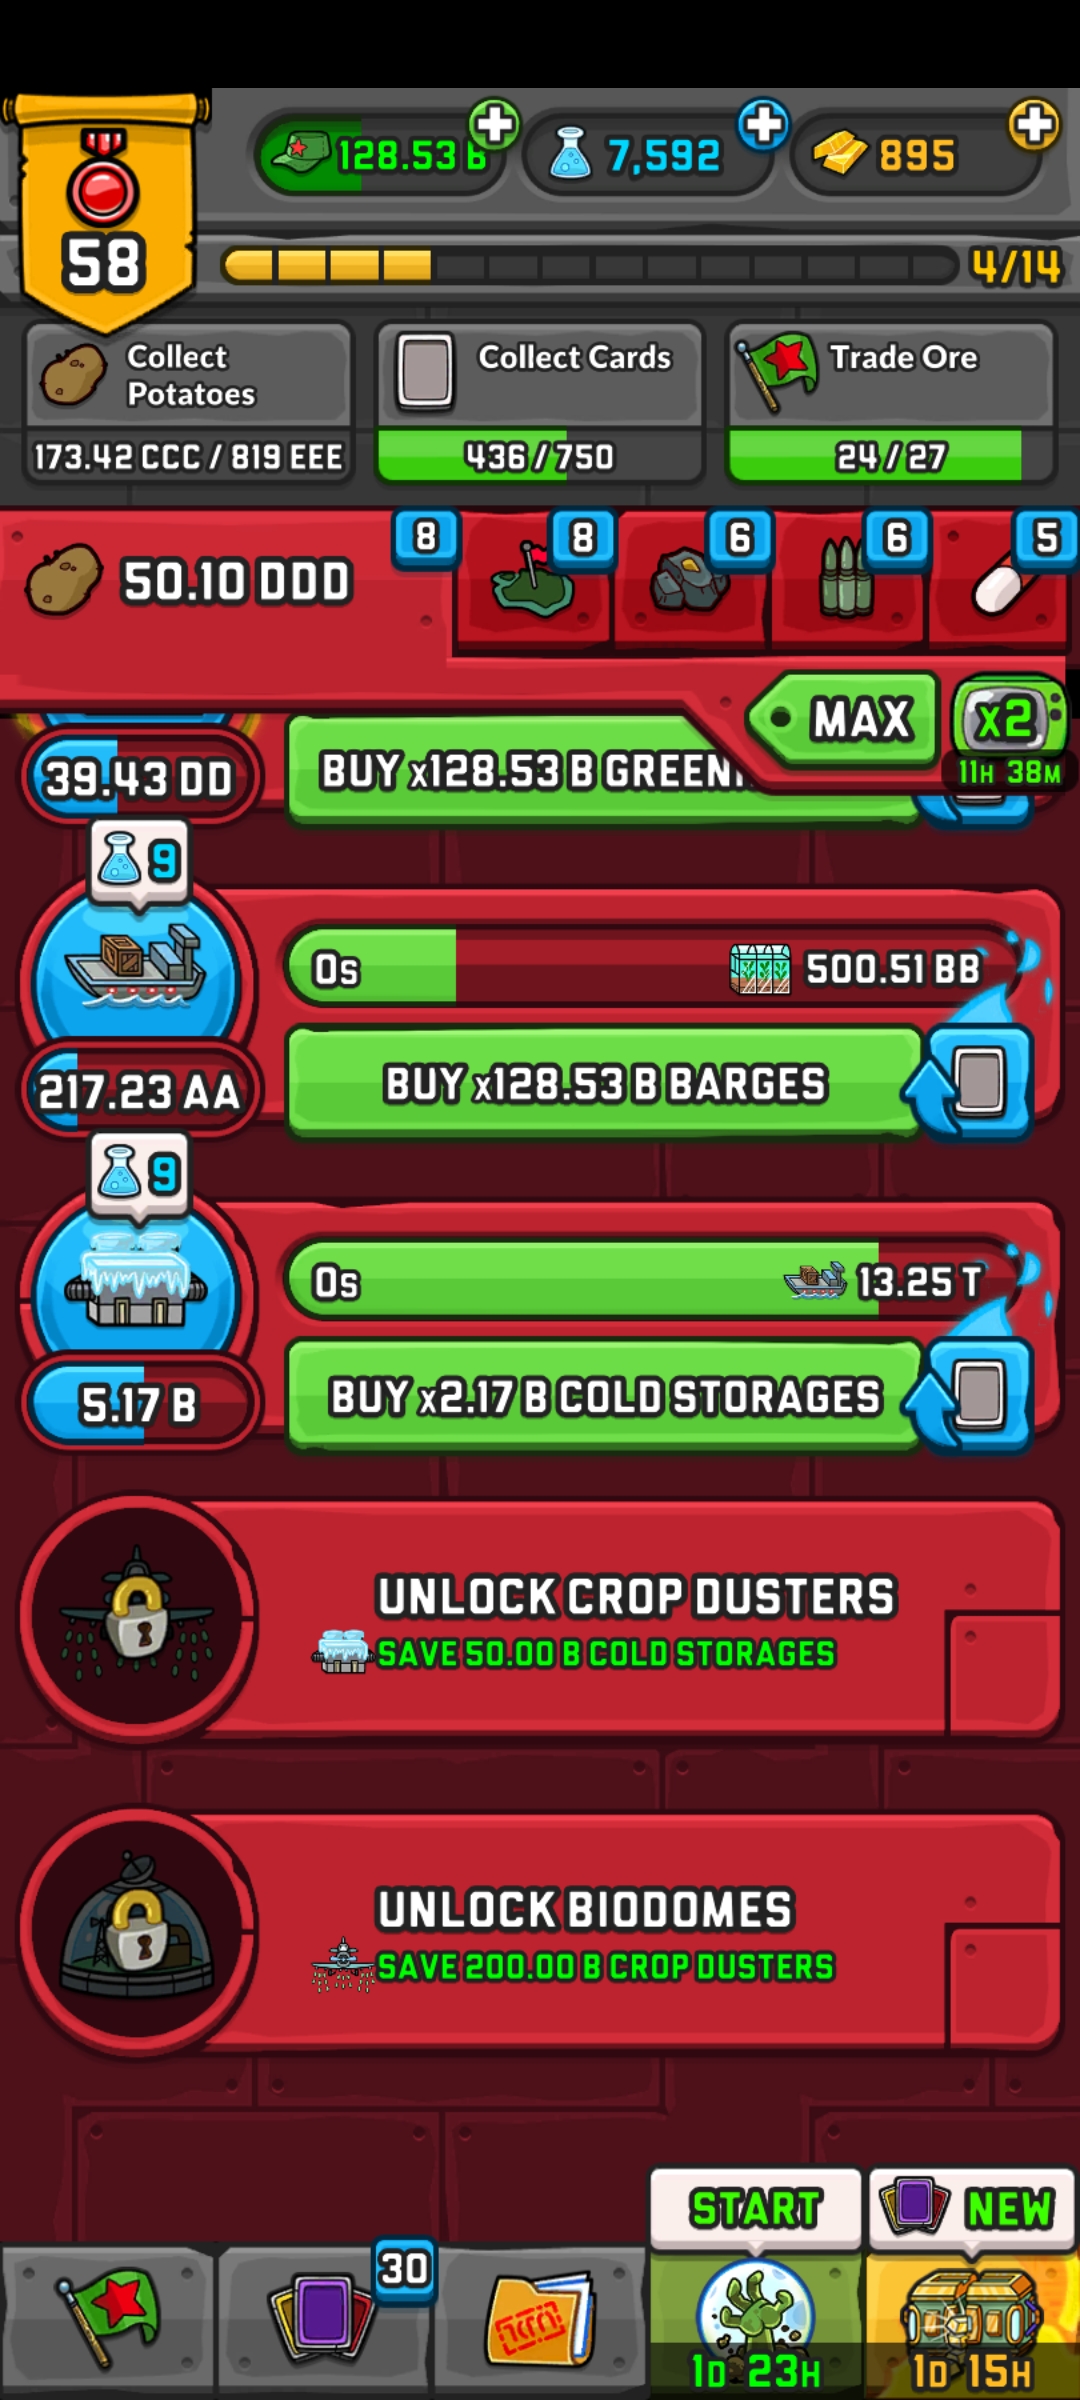 128.53 B
7,592
895
58
4/14
Collect
Potatoes
Collect Cards
Trade Ore
173.42 CCC / 819 EEE
436 / 750
24 / 27
50.10 DDD
8
8
6
6
5
MAX
x2
11H 38M
39.43 DD
BUY x128.53 B
9
0s
500.51 BB
217.23 AA
BUY x128.53 B BARGES
9
0s
13.25 T
5.17 B
BUY x2.17 B COLD STORAGES
UNLOCK CROP DUSTERS
SAVE 50.00 B COLD STORAGES
UNLOCK BIODOMES
SAVE 200.00 B CROP DUSTERS
START
NEW
30
1D 23H
1D 15H